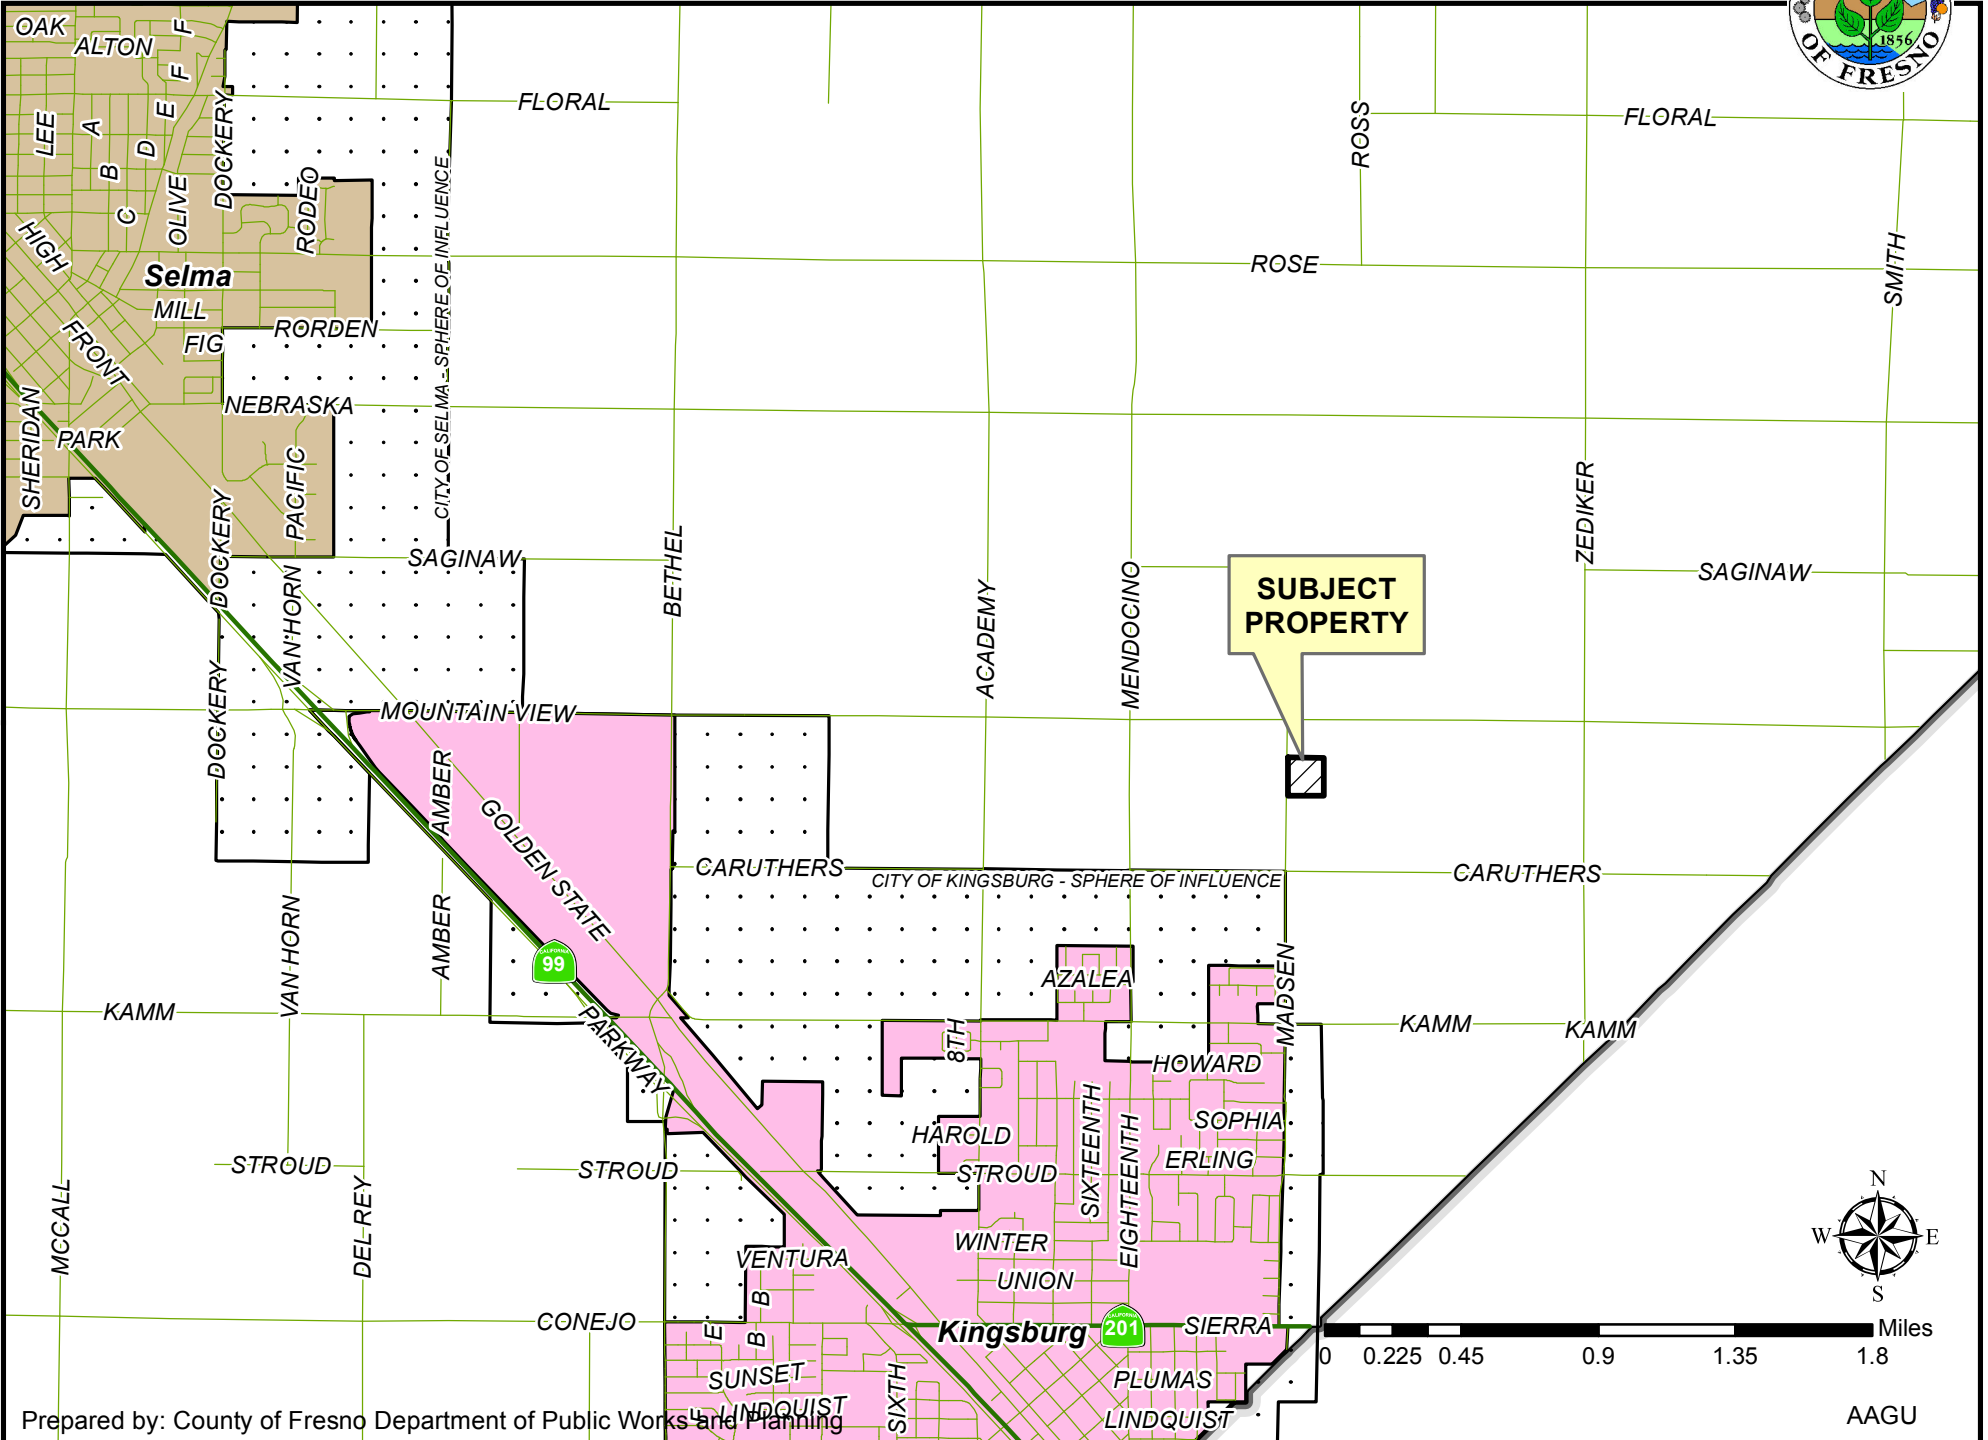 OAK
ALTON
F
F
E
D
A
B
C
LEE
OLIVE
DOCKERY
RODEO
HIGH
Selma
MILL
FIG
RORDEN
FRONT
NEBRASKA
SHERIDAN
PARK
PACIFIC
DOCKERY
VAN HORN
DOCKERY
CITY OF SELMA - SPHERE OF INFLUENCE
FLORAL
ROSS
FLORAL
ROSE
SMITH
BETHEL
SAGINAW
ACADEMY
MENDOCINO
ZEDIKER
SAGINAW
SUBJECT
PROPERTY
MOUNTAIN VIEW
AMBER
GOLDEN STATE
CARUTHERS
CITY OF KINGSBURG - SPHERE OF INFLUENCE
CARUTHERS
VAN HORN
AMBER
CALIFORNIA
99
AZALEA
MADSEN
KAMM
PARKWAY
8TH
KAMM
KAMM
HOWARD
SIXTEENTH
EIGHTEENTH
SOPHIA
HAROLD
ERLING
STROUD
STROUD
STROUD
MCCALL
DEL REY
WINTER
VENTURA
UNION
B
CONEJO
E
B
Kingsburg
CALIFORNIA
201
SIERRA
SUNSET
PLUMAS
SIXTH
E
B
LINDQUIST
LINDQUIST
1856
OF FRESNO
N
W
E
S
Miles
0 0.225 0.45 0.9 1.35 1.8
Prepared by: County of Fresno Department of Public Works and Planning
AAGU